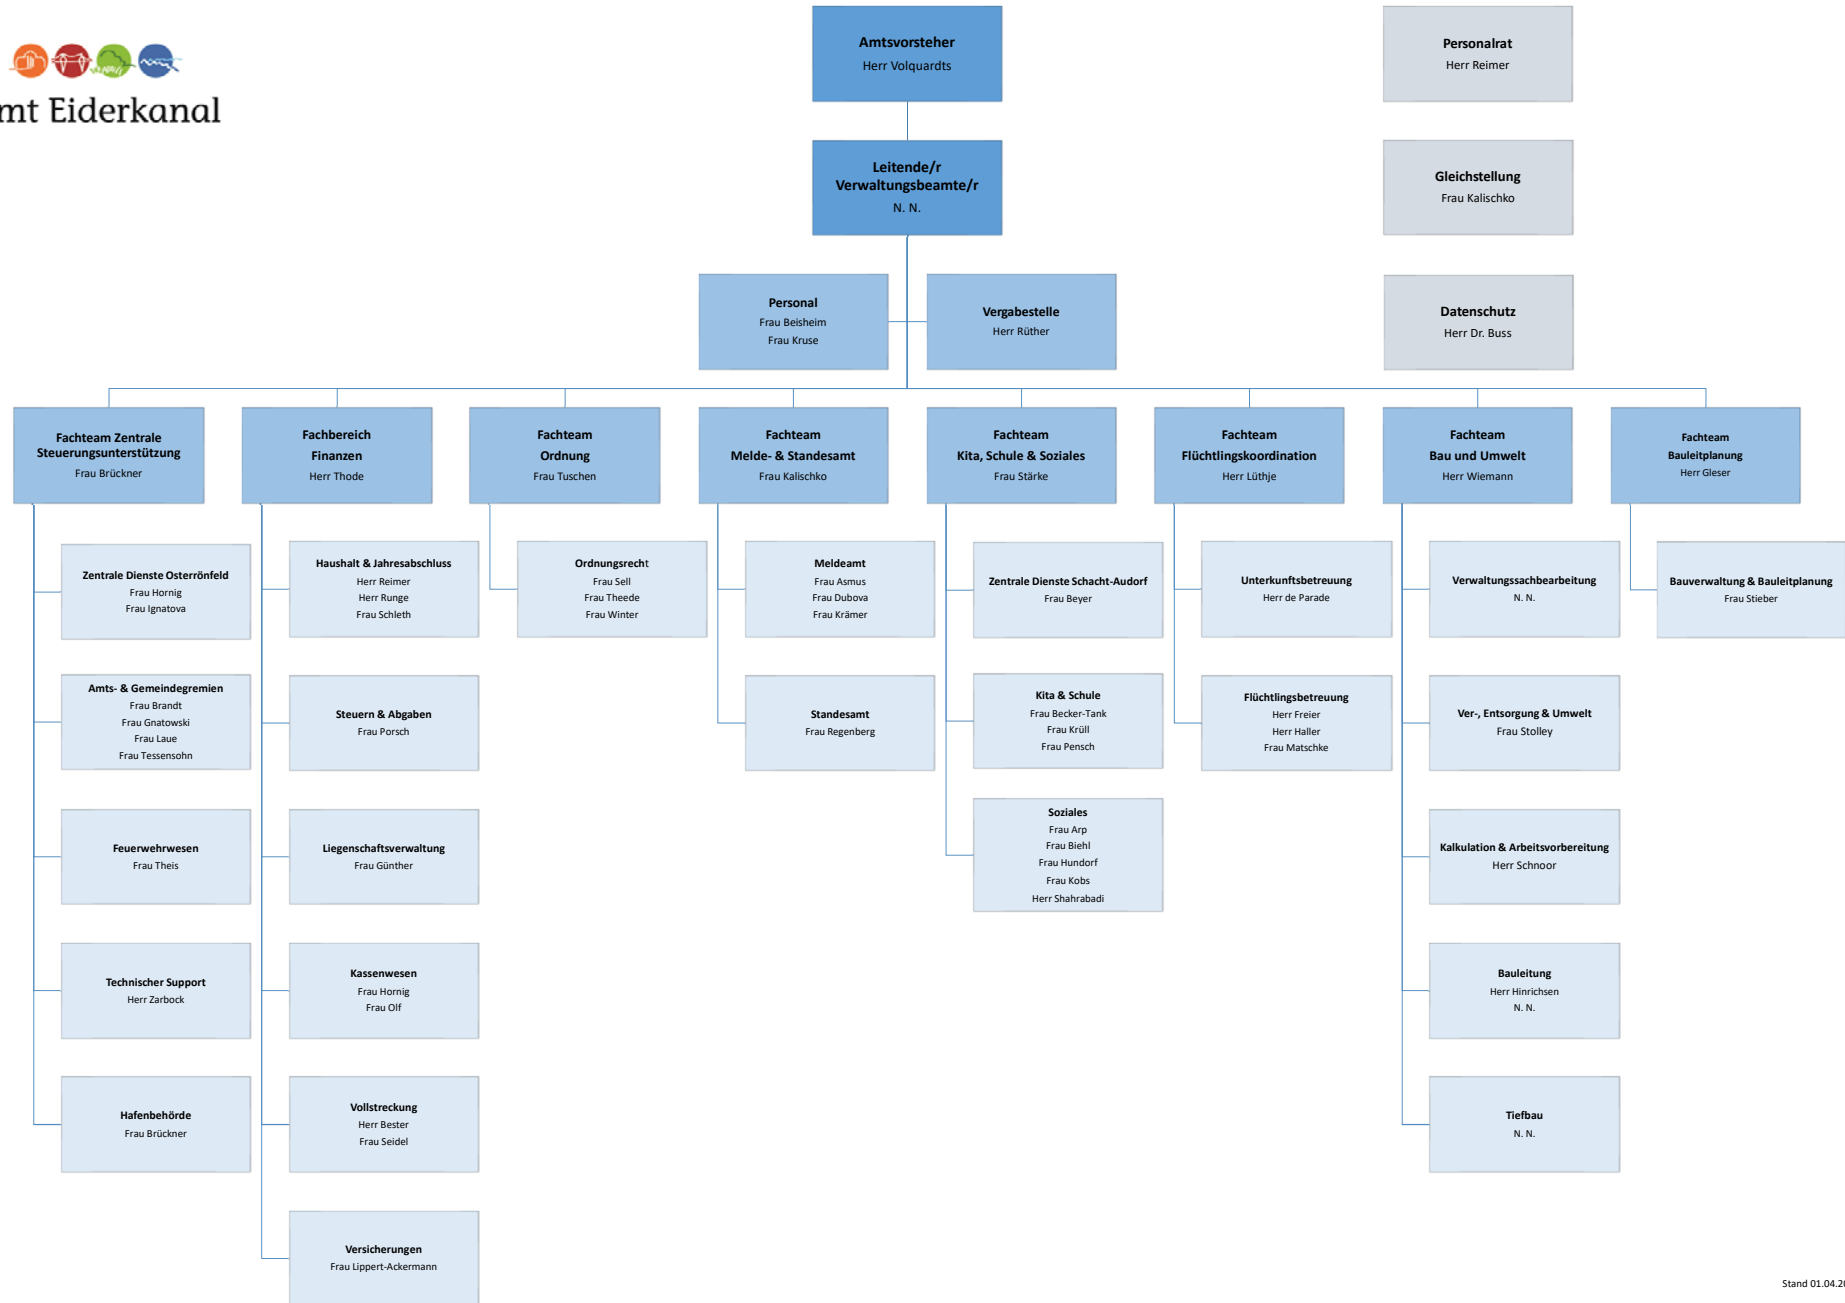 mt Eiderkanal
Amtsvorsteher
Herr Volquardts
Personalrat
Herr Reimer
Leitende/r
Verwaltungsbeamte/r
N. N.
Gleichstellung
Frau Kalischko
Personal
Frau Beisheim
Frau Kruse
Vergabestelle
Herr Rüther
Datenschutz
Herr Dr. Buss
Fachteam Zentrale
Steuerungsunterstützung
Frau Brückner
Fachbereich
Finanzen
Herr Thode
Fachteam
Ordnung
Frau Tuschen
Fachteam
Melde- & Standesamt
Frau Kalischko
Fachteam
Kita, Schule & Soziales
Frau Stärke
Fachteam
Flüchtlingskoordination
Herr Lüthje
Fachteam
Bau und Umwelt
Herr Wiemann
Fachteam
Bauleitplanung
Herr Gleser
Zentrale Dienste Osterrönfeld
Frau Hornig
Frau Ignatova
Haushalt & Jahresabschluss
Herr Reimer
Herr Runge
Frau Schleth
Ordnungsrecht
Frau Sell
Frau Theede
Frau Winter
Meldeamt
Frau Asmus
Frau Dubova
Frau Krämer
Zentrale Dienste Schacht-Audorf
Frau Beyer
Unterkunftsbetreuung
Herr de Parade
Verwaltungssachbearbeitung
N. N.
Bauverwaltung & Bauleitplanung
Frau Stieber
Amts- & Gemeindegremien
Frau Brandt
Frau Gnatowski
Frau Laue
Frau Tessensohn
Steuern & Abgaben
Frau Porsch
Standesamt
Frau Regenberg
Kita & Schule
Frau Becker-Tank
Frau Krüll
Frau Pensch
Flüchtlingsbetreuung
Herr Freier
Herr Haller
Frau Matschke
Ver-, Entsorgung & Umwelt
Frau Stolley
Feuerwehrwesen
Frau Theis
Liegenschaftsverwaltung
Frau Günther
Soziales
Frau Arp
Frau Biehl
Frau Hundorf
Frau Kobs
Herr Shahrabadi
Kalkulation & Arbeitsvorbereitung
Herr Schnoor
Technischer Support
Herr Zarbock
Kassenwesen
Frau Hornig
Frau Olf
Bauleitung
Herr Hinrichsen
N. N.
Hafenbehörde
Frau Brückner
Vollstreckung
Herr Bester
Frau Seidel
Tiefbau
N. N.
Versicherungen
Frau Lippert-Ackermann
Stand 01.04.20